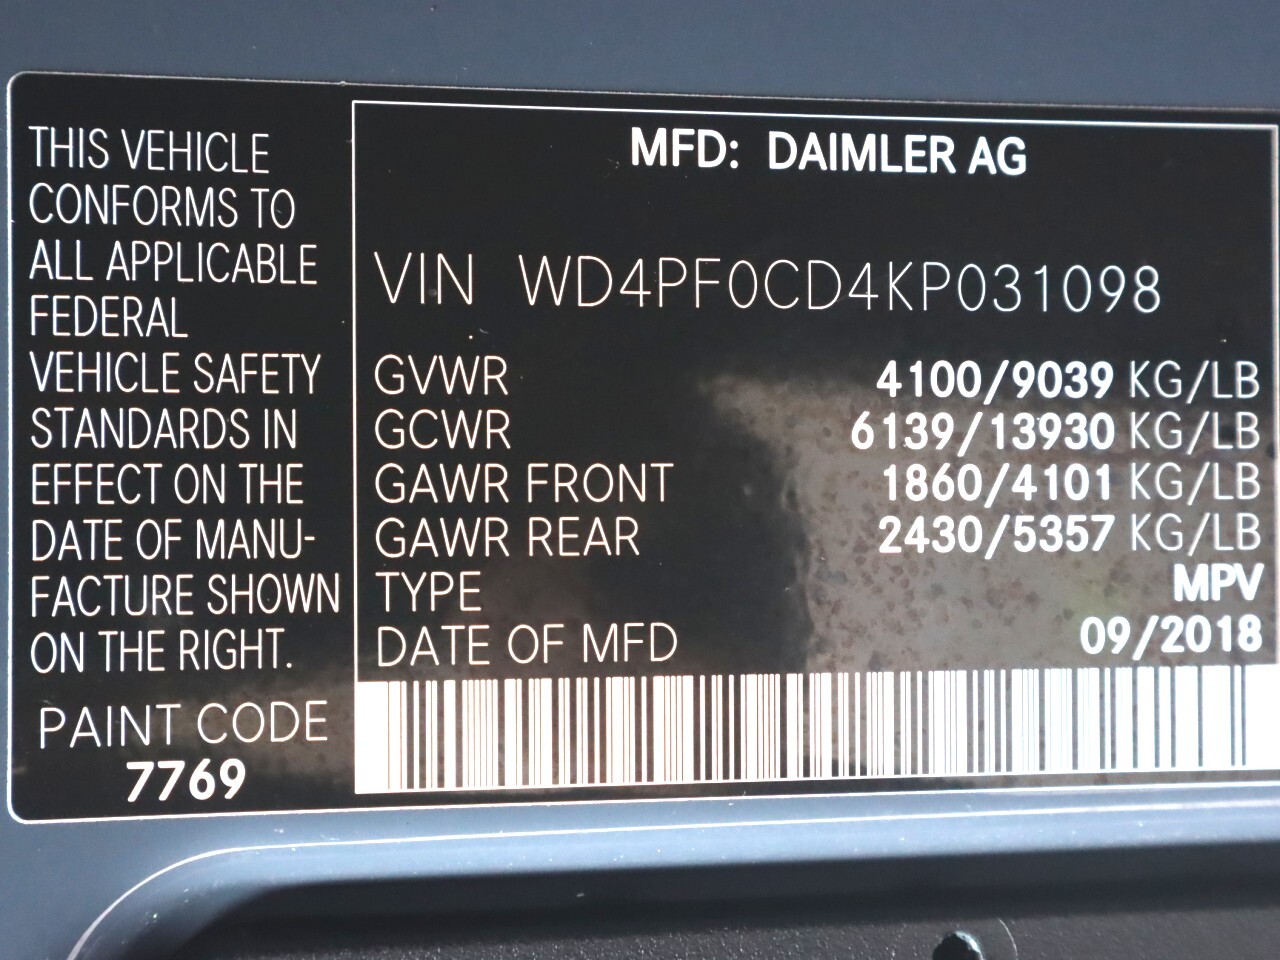 THIS VEHICLE
CONFORMS TO
ALL APPLICABLE
FEDERAL
VEHICLE SAFETY
STANDARDS IN
EFFECT ON THE
DATE OF MANU-
FACTURE SHOWN
ON THE RIGHT.
PAINT CODE
7769
MFD: DAIMLER AG
VIN WD4PF0CD4KP031098
GVWR 4100/9039 KG/LB
GCWR 6139/13930 KG/LB
GAWR FRONT 1860/4101 KG/LB
GAWR REAR 2430/5357 KG/LB
TYPE MPV
DATE OF MFD 09/2018